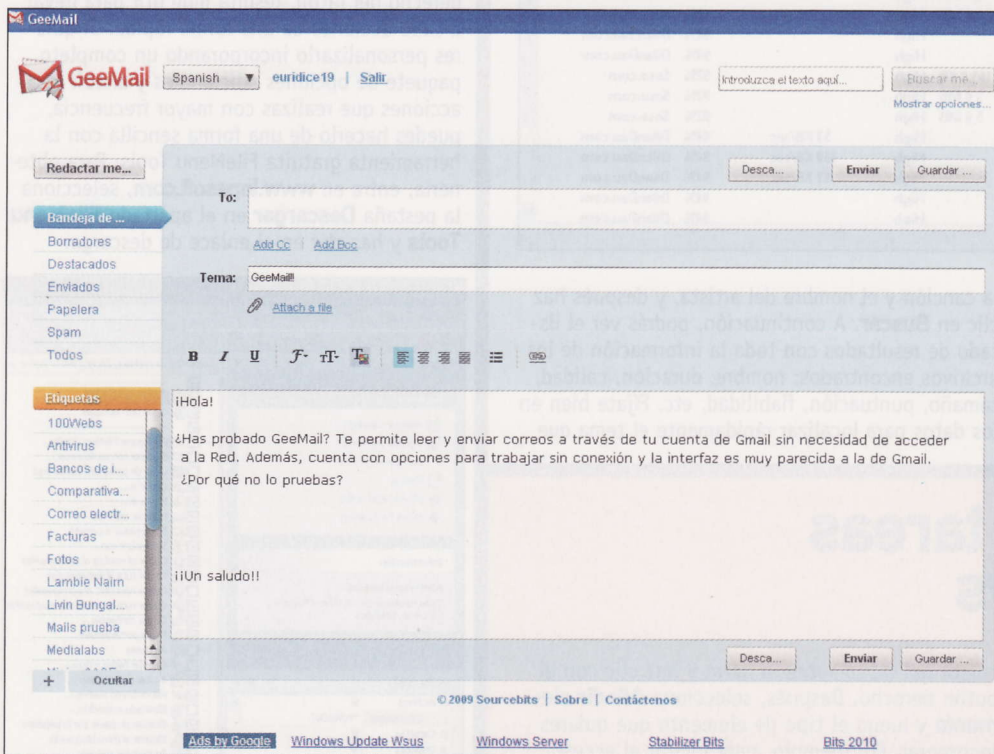 GeeMail
GeeMail Spanish euridice19 | Salir
Introduzca el texto aquí... Buscar me...
Mostrar opciones...
Redactar me... Desca... Enviar Guardar ...
To:
Bandeja de ...
Borradores
Add Cc Add Bcc
Destacados
Enviados
Tema: GeeMail!!
Papelera
Attach a file
Spam
Todos
B I U
Etiquetas
¡Hola!
100Webs
Antivirus
¿Has probado GeeMail? Te permite leer y enviar correos a través de tu cuenta de Gmail sin necesidad de acceder
a la Red. Además, cuenta con opciones para trabajar sin conexión y la interfaz es muy parecida a la de Gmail.
¿Por qué no lo pruebas?
Bancos de i...
Comparativa...
Correo electr...
Facturas
Fotos
¡¡Un saludo!!
Lambie Nairn
Livin Bungal...
Mails prueba
Medialabs
Desca... Enviar Guardar ...
+ Ocultar
©2009 Sourcebits | Sobre | Contáctenos
Ads by Google Windows Update Wsus Windows Server Stabilizer Bits Bits 2010